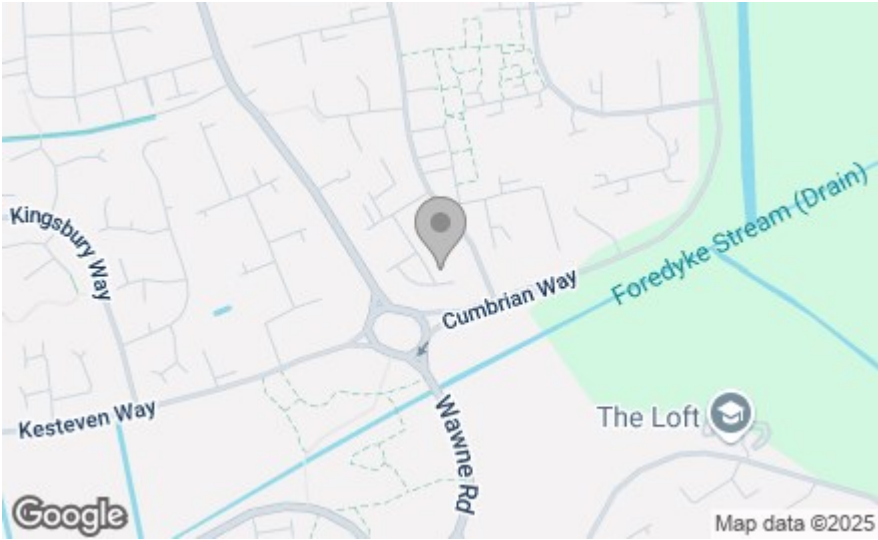 Kingsbury Way
Foredyke Stream (Drain)
Cumbrian Way
Kesteven Way
Wawne Rd
The Loft
Google
Map data ©2025